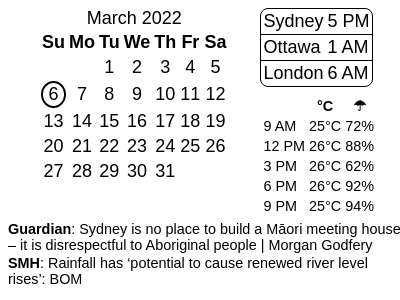 March 2022
Su Mo Tu We Th Fr Sa
1 2 3 4 5
6 7 8 9 10 11 12
13 14 15 16 17 18 19
20 21 22 23 24 25 26
27 28 29 30 31
Sydney 5 PM
Ottawa 1 AM
London 6 AM
°C ☂
9 AM 25°C 72%
12 PM 26°C 88%
3 PM 26°C 62%
6 PM 26°C 92%
9 PM 25°C 94%
Guardian: Sydney is no place to build a Māori meeting house
– it is disrespectful to Aboriginal people | Morgan Godfery
SMH: Rainfall has ‘potential to cause renewed river level
rises’: BOM